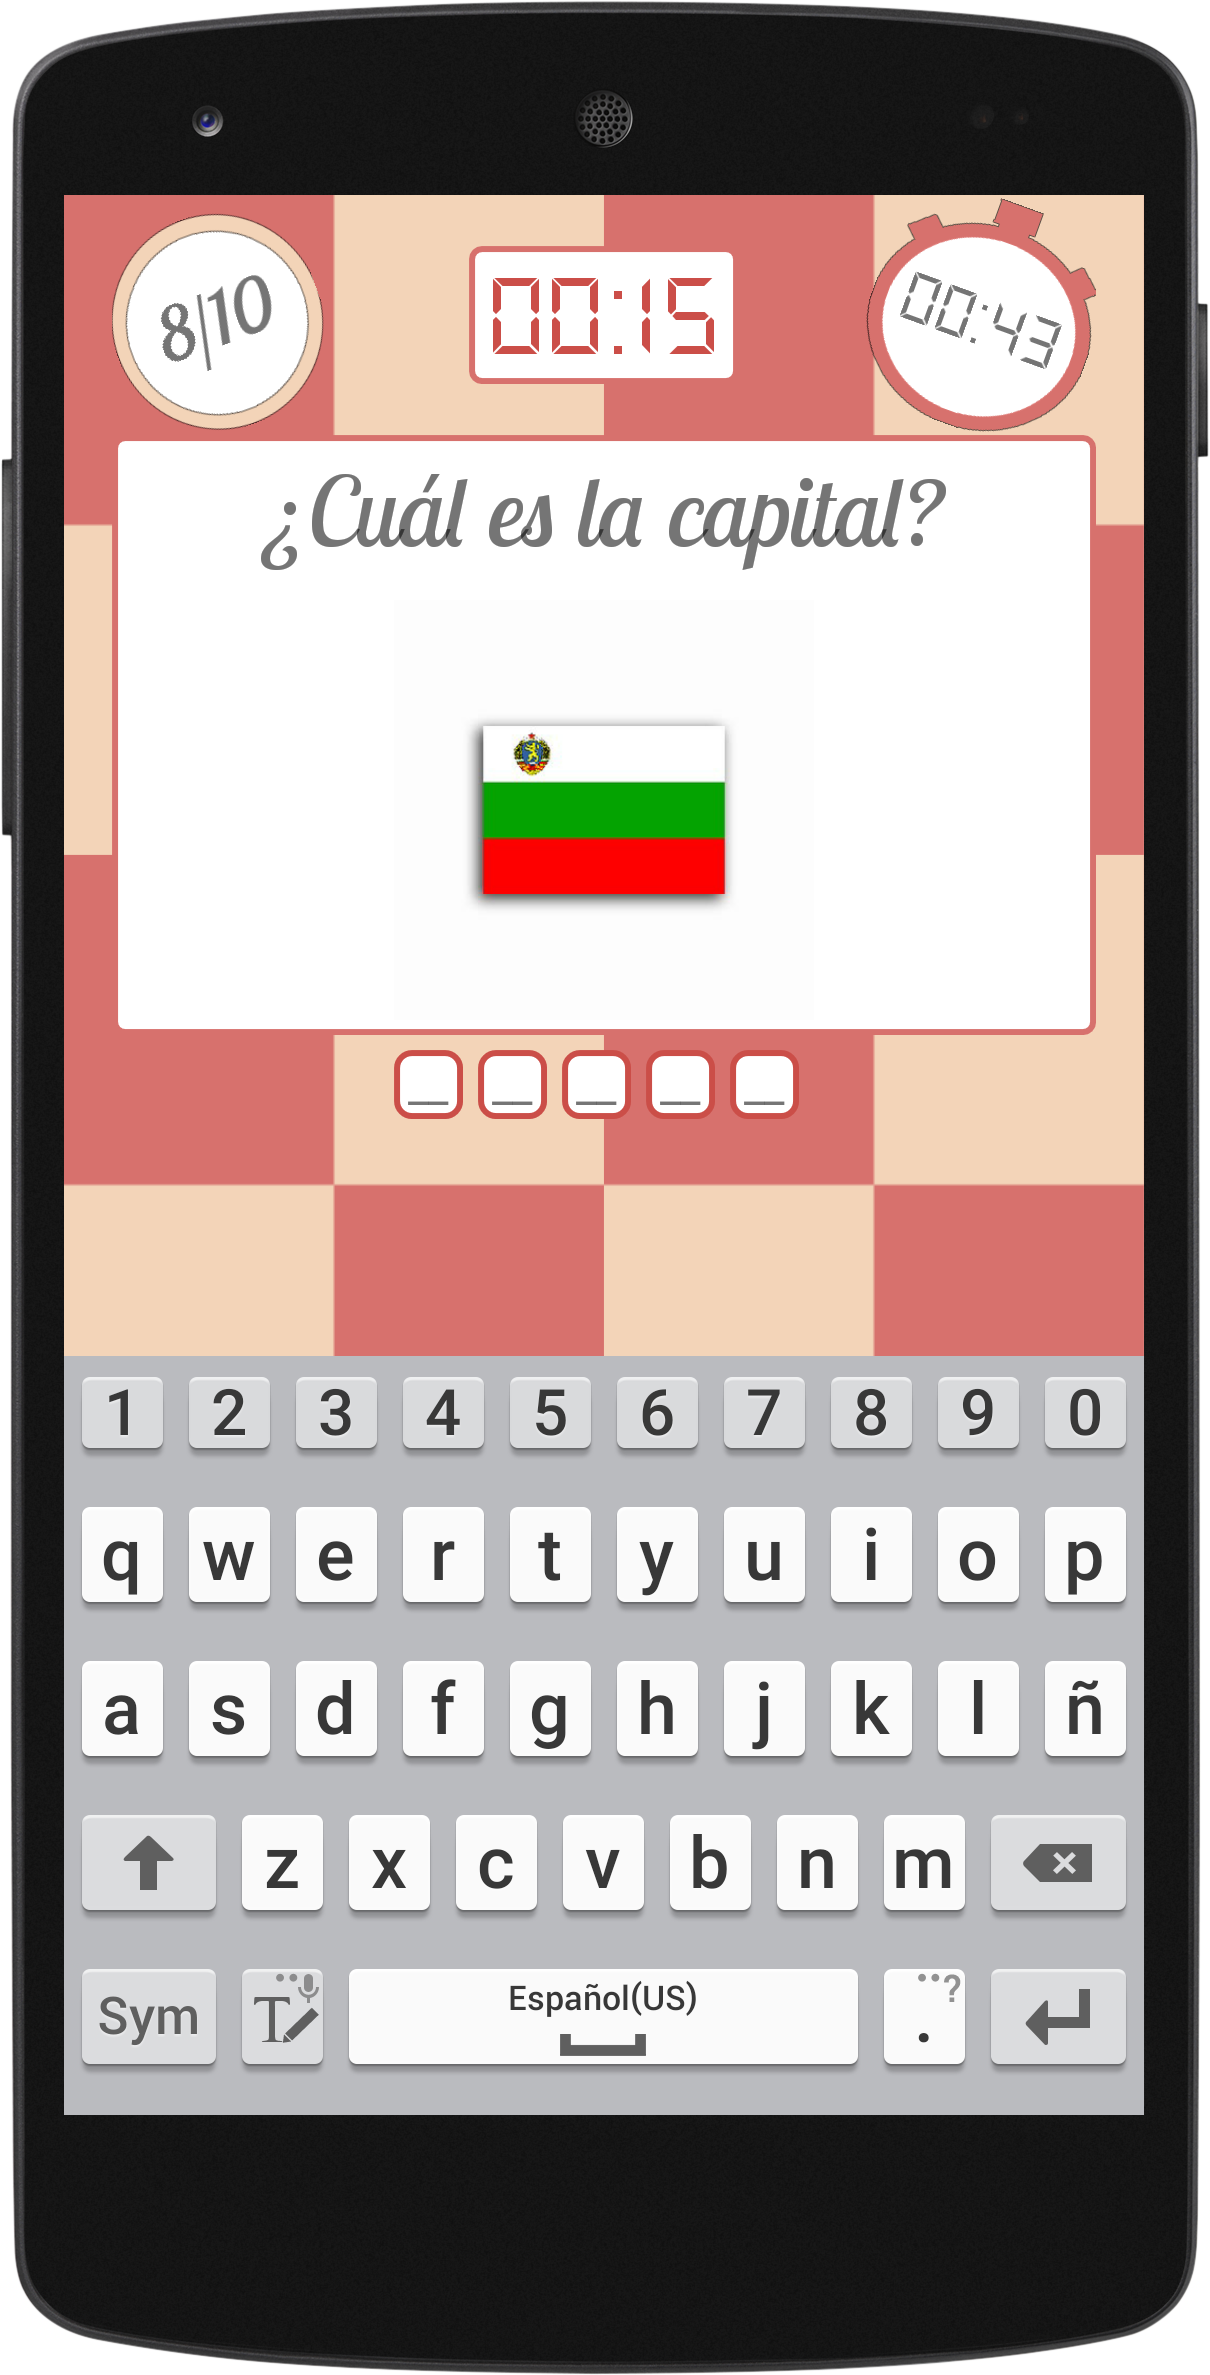 8/10
00:15
00:43
¿Cuál es la capital?
_ _ _ _ _
1 2 3 4 5 6 7 8 9 0
q w e r t y u i o p
a s d f g h j k l ñ
z x c v b n m
Sym T Español(US) . ?